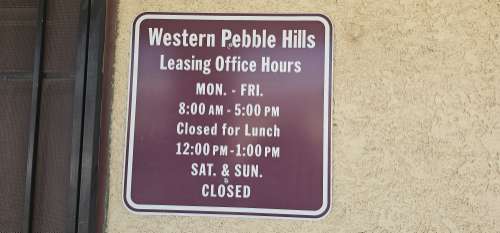 Western Pebble Hills
Leasing Office Hours
MON. - FRI.
8:00 AM - 5:00 PM
Closed for Lunch
12:00 PM - 1:00 PM
SAT. & SUN.
CLOSED